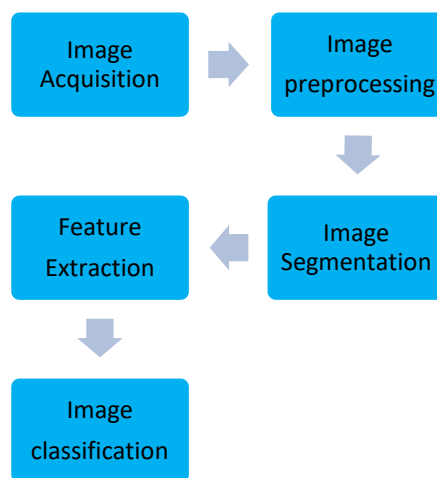 Image
Acquisition
Image
preprocessing
Image
Segmentation
Feature
Extraction
Image
classification